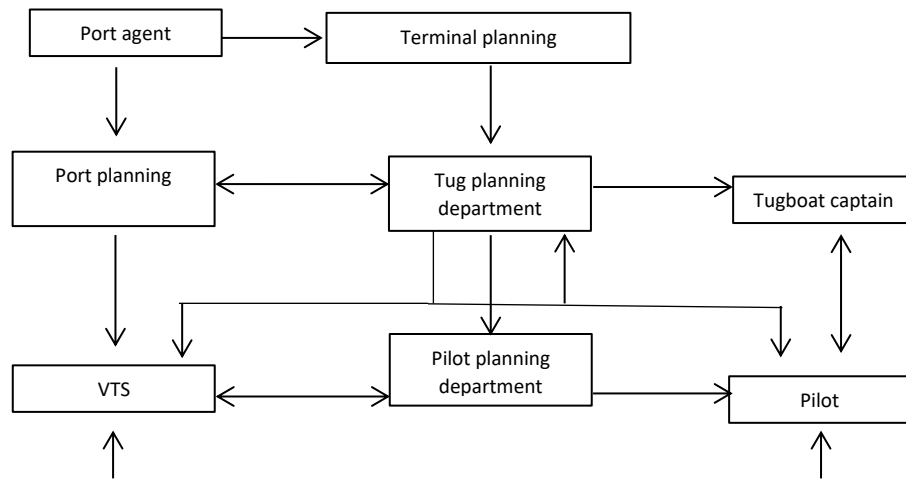 Port agent
Terminal planning
Port planning
Tug planning
department
Tugboat captain
VTS
Pilot planning
department
Pilot